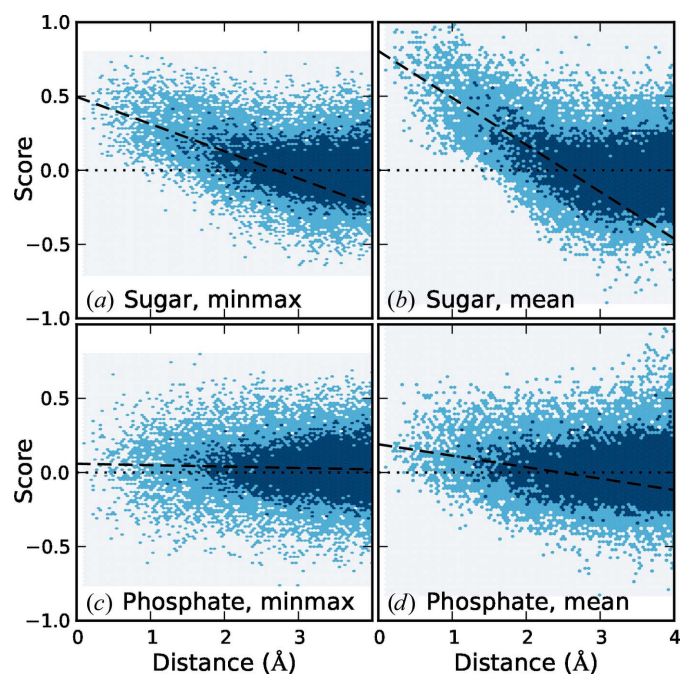 1.0
0.5
0.0
−0.5
−1.0
Score
(a) Sugar, minmax
(b) Sugar, mean
0.5
0.0
−0.5
−1.0
Score
(c) Phosphate, minmax
(d) Phosphate, mean
0 1 2 3 0 1 2 3 4
Distance (Å) Distance (Å)